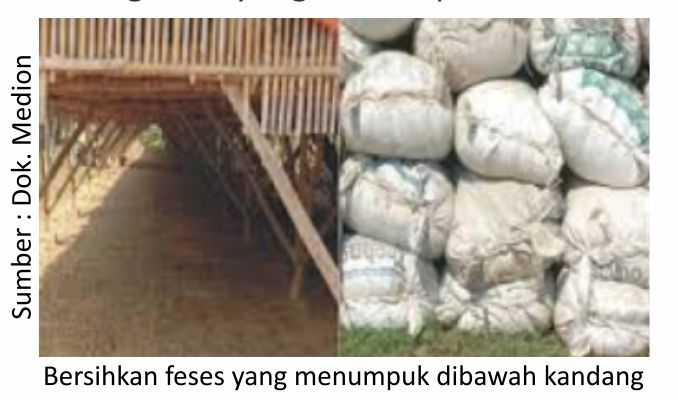 Sumber : Dok. Medion
Bersihkan feses yang menumpuk dibawah kandang